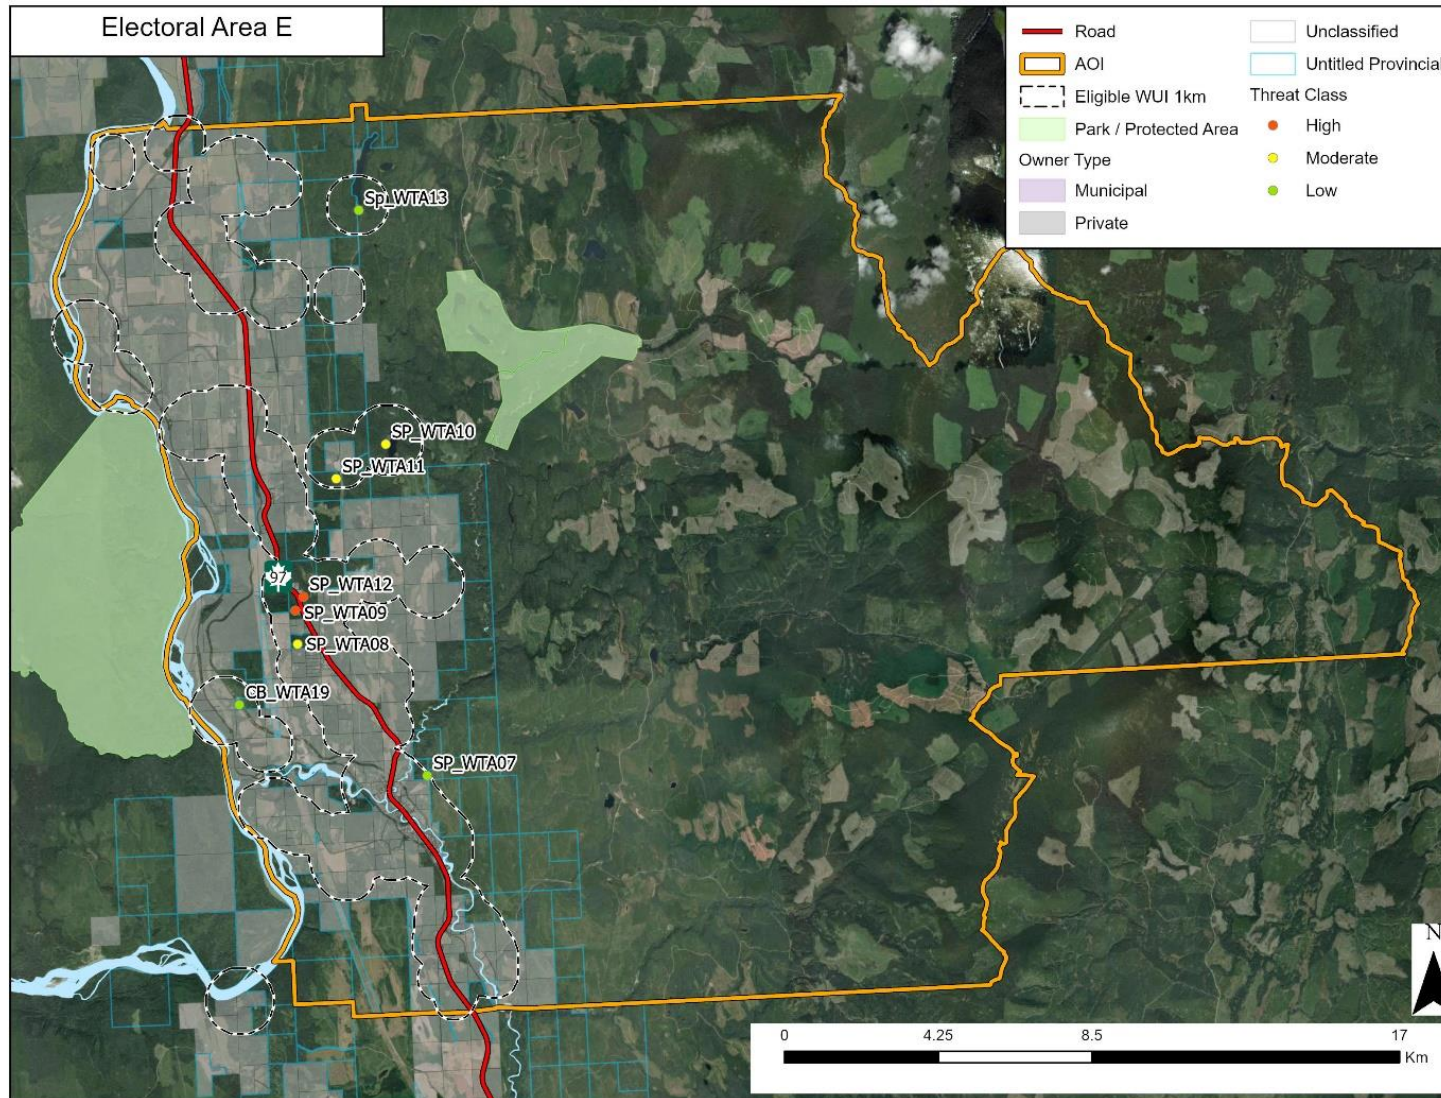 Electoral Area E
Road
AOI
Eligible WUI 1km
Park / Protected Area
Owner Type
Municipal
Private
Unclassified
Untitled Provincial
Threat Class
High
Moderate
Low
Sp_WTA13
SP_WTA10
SP_WTA11
97
SP_WTA12
SP_WTA09
SP_WTA08
CB_WTA19
SP_WTA07
N
0 4.25 8.5 17
Km